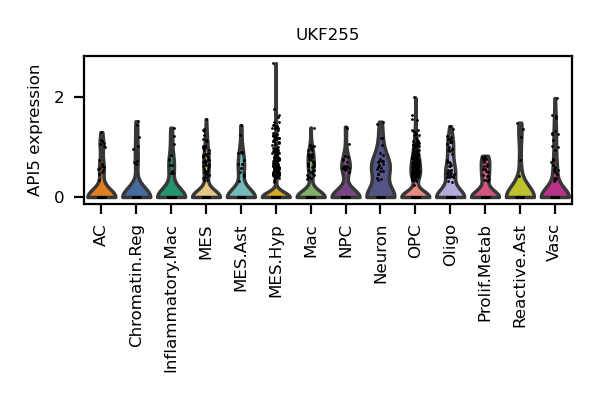 UKF255
API5 expression
2
0
AC
Chromatin.Reg
Inflammatory.Mac
MES
MES.Ast
MES.Hyp
Mac
NPC
Neuron
OPC
Oligo
Prolif.Metab
Reactive.Ast
Vasc